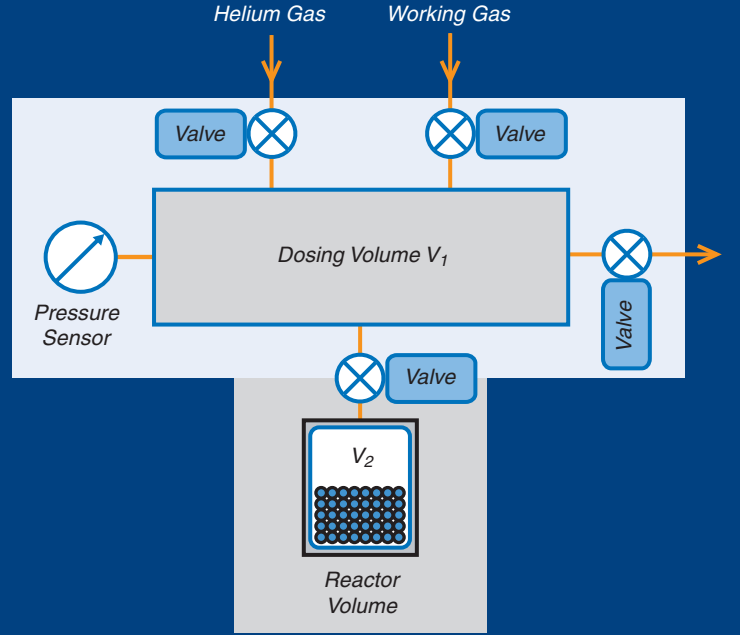 Helium Gas
Working Gas
Valve
Valve
Dosing Volume V1
Pressure
Sensor
Valve
Valve
V2
Reactor
Volume